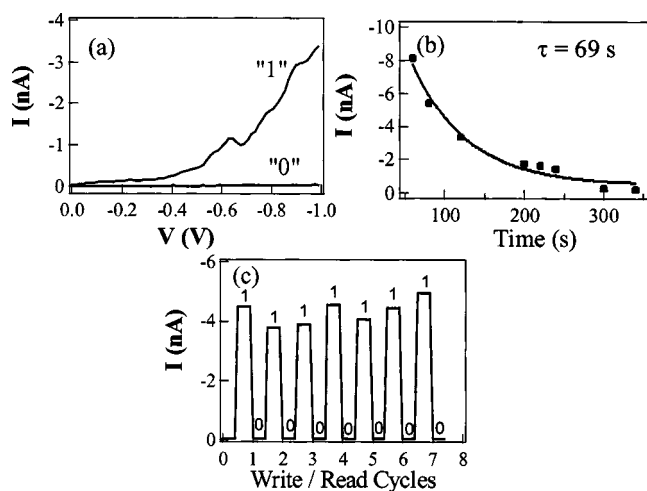 (a)
"1"
"0"
I (nA)
-4
-3
-2
-1
0
0.0 -0.2 -0.4 -0.6 -0.8 -1.0
V (V)
(b)
τ = 69 s
I (nA)
-10
-8
-6
-4
-2
0
100 200 300
Time (s)
(c)
I (nA)
-6
-4
-2
0
1 1 1 1 1 1 1
0 0 0 0 0 0 0
0 1 2 3 4 5 6 7 8
Write / Read Cycles